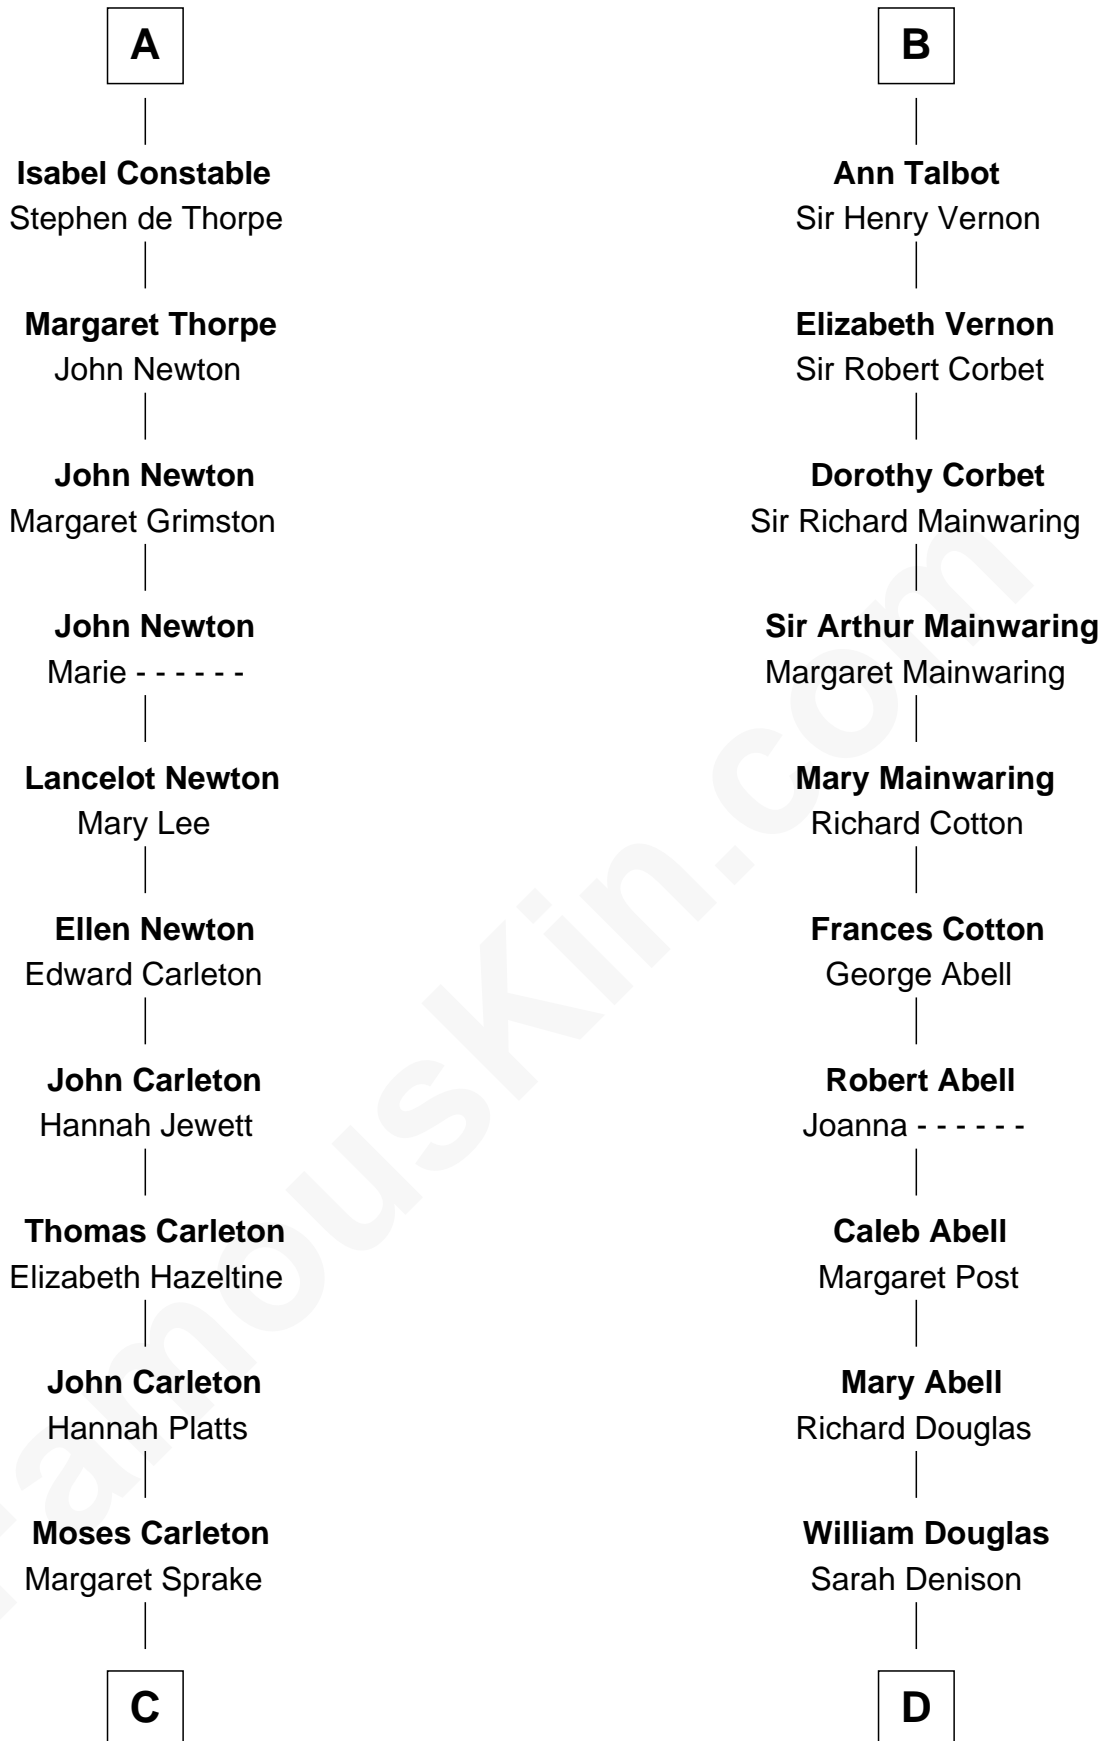 A
Isabel Constable
Stephen de Thorpe
Margaret Thorpe
John Newton
John Newton
Margaret Grimston
John Newton
Marie - - - - - -
Lancelot Newton
Mary Lee
Ellen Newton
Edward Carleton
John Carleton
Hannah Jewett
Thomas Carleton
Elizabeth Hazeltine
John Carleton
Hannah Platts
Moses Carleton
Margaret Sprake
C
B
Ann Talbot
Sir Henry Vernon
Elizabeth Vernon
Sir Robert Corbet
Dorothy Corbet
Sir Richard Mainwaring
Sir Arthur Mainwaring
Margaret Mainwaring
Mary Mainwaring
Richard Cotton
Frances Cotton
George Abell
Robert Abell
Joanna - - - - - -
Caleb Abell
Margaret Post
Mary Abell
Richard Douglas
William Douglas
Sarah Denison
D
FamousKin.com